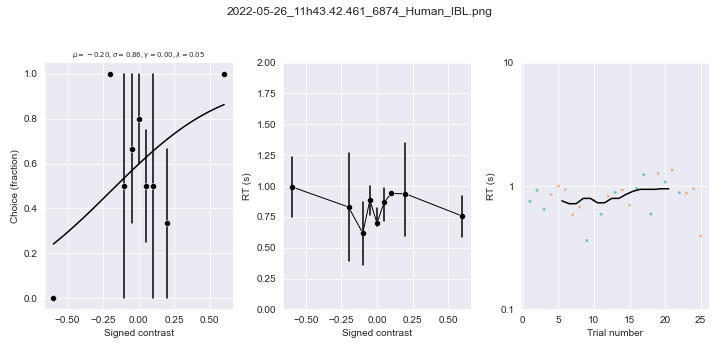 2022-05-26_11h43.42.461_6874_Human_IBL.png
μ = −0.20, σ = 0.86, γ = 0.00, λ = 0.05
1.0
0.8
0.6
0.4
0.2
0.0
Choice (fraction)
−0.50 −0.25 0.00 0.25 0.50
Signed contrast
2.00
1.75
1.50
1.25
1.00
0.75
0.50
0.25
0.00
RT (s)
−0.50 −0.25 0.00 0.25 0.50
Signed contrast
10
1
0.1
RT (s)
0 5 10 15 20 25
Trial number